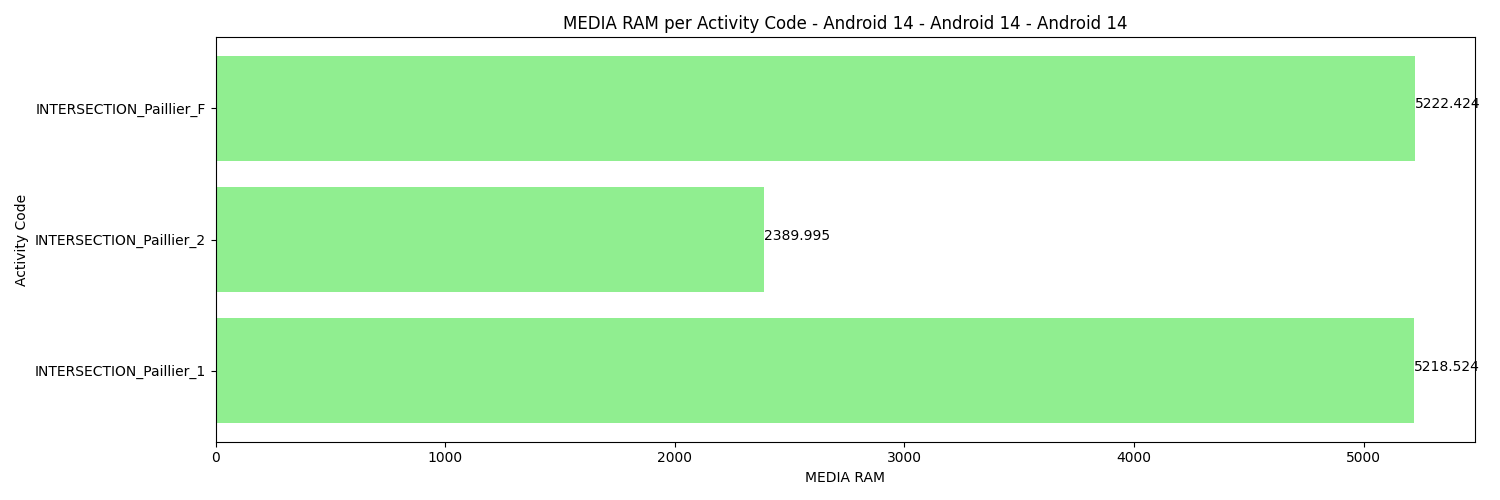 MEDIA RAM per Activity Code - Android 14 - Android 14 - Android 14
INTERSECTION_Paillier_F
5222.424
INTERSECTION_Paillier_2
2389.995
INTERSECTION_Paillier_1
5218.524
Activity Code
0 1000 2000 3000 4000 5000
MEDIA RAM